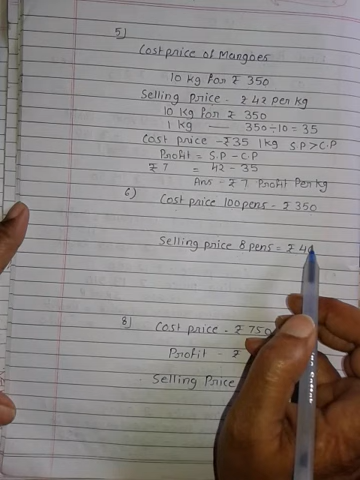 5)
Cost price of Mangoes
10 kg for ₹ 350
Selling price - ₹ 42 per kg
10 kg for ₹ 350
1 kg —— 350 ÷ 10 = 35
Cost price - ₹ 35 1kg S.P > C.P
Profit = S.P - C.P
₹ 7 = 42 - 35
Ans - ₹ 7 Profit Per kg
6)
Cost price 100 pens - ₹ 350
Selling price 8 pens = ₹ 40
8) Cost price - ₹ 750
Profit - ₹
Selling Price